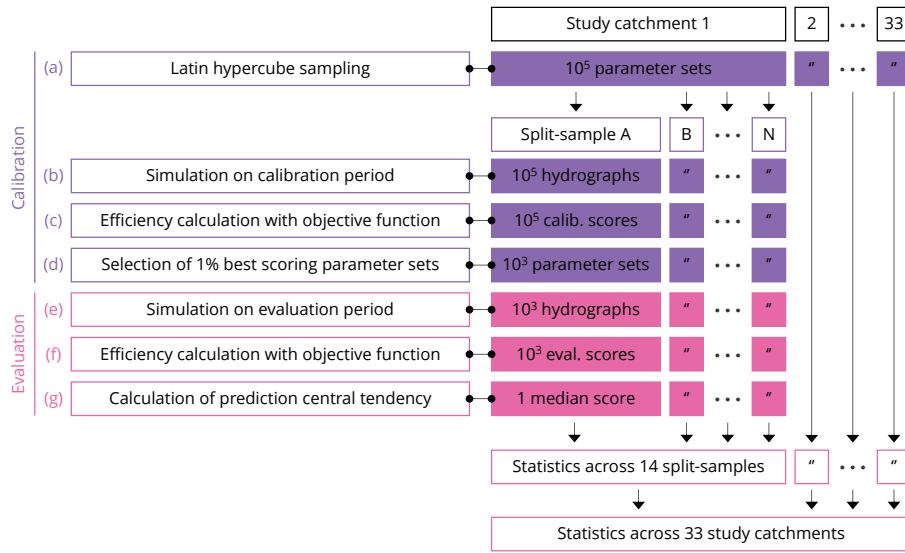 Study catchment 1 2 ••• 33
(a) Latin hypercube sampling 10⁵ parameter sets " ••• "
Split-sample A B ••• N
Calibration
(b) Simulation on calibration period 10⁵ hydrographs " ••• "
(c) Efficiency calculation with objective function 10⁵ calib. scores " ••• "
(d) Selection of 1% best scoring parameter sets 10³ parameter sets " ••• "
Evaluation
(e) Simulation on evaluation period 10³ hydrographs " ••• "
(f) Efficiency calculation with objective function 10³ eval. scores " ••• "
(g) Calculation of prediction central tendency 1 median score " ••• "
Statistics across 14 split-samples " ••• "
Statistics across 33 study catchments